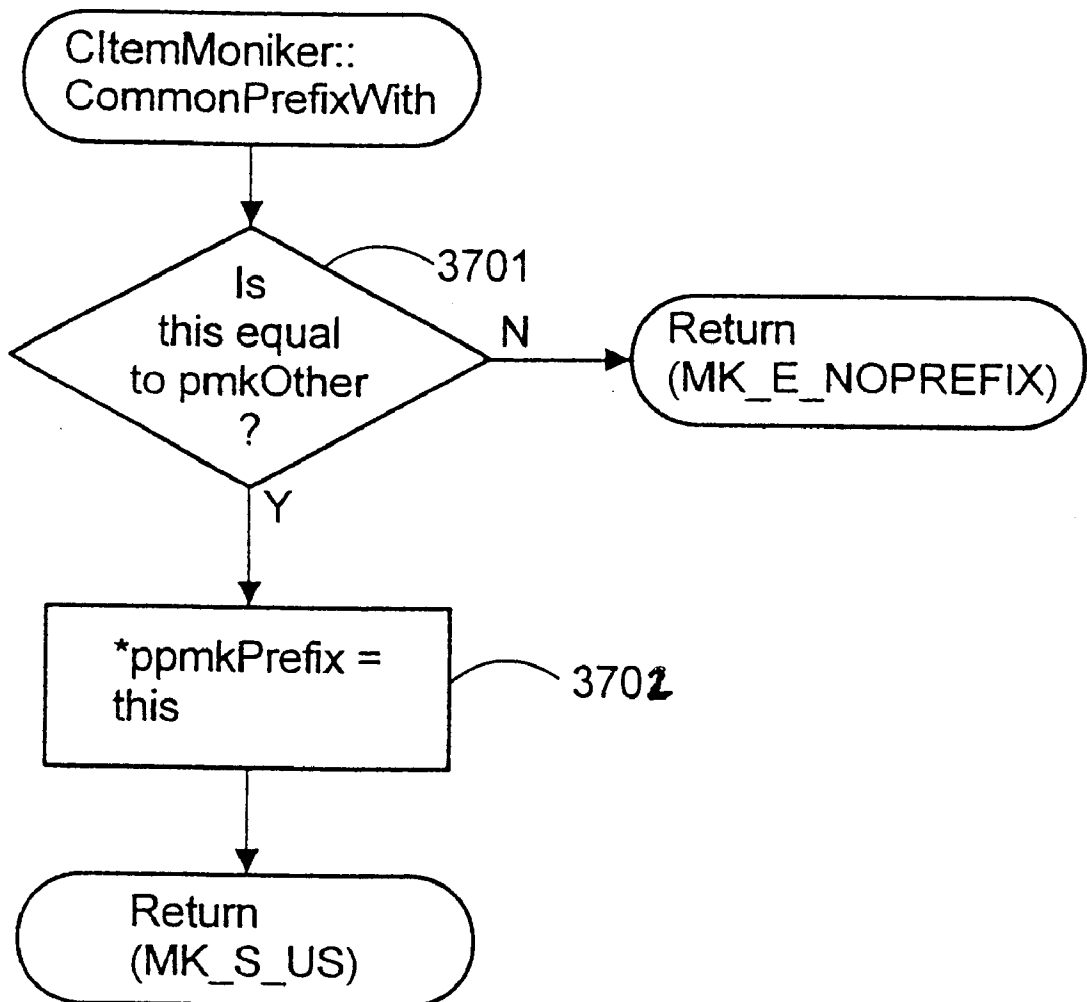 CItemMoniker::
CommonPrefixWith
3701
Is
this equal
to pmkOther
?
N
Return
(MK_E_NOPREFIX)
Y
*ppmkPrefix =
this
3702
Return
(MK_S_US)